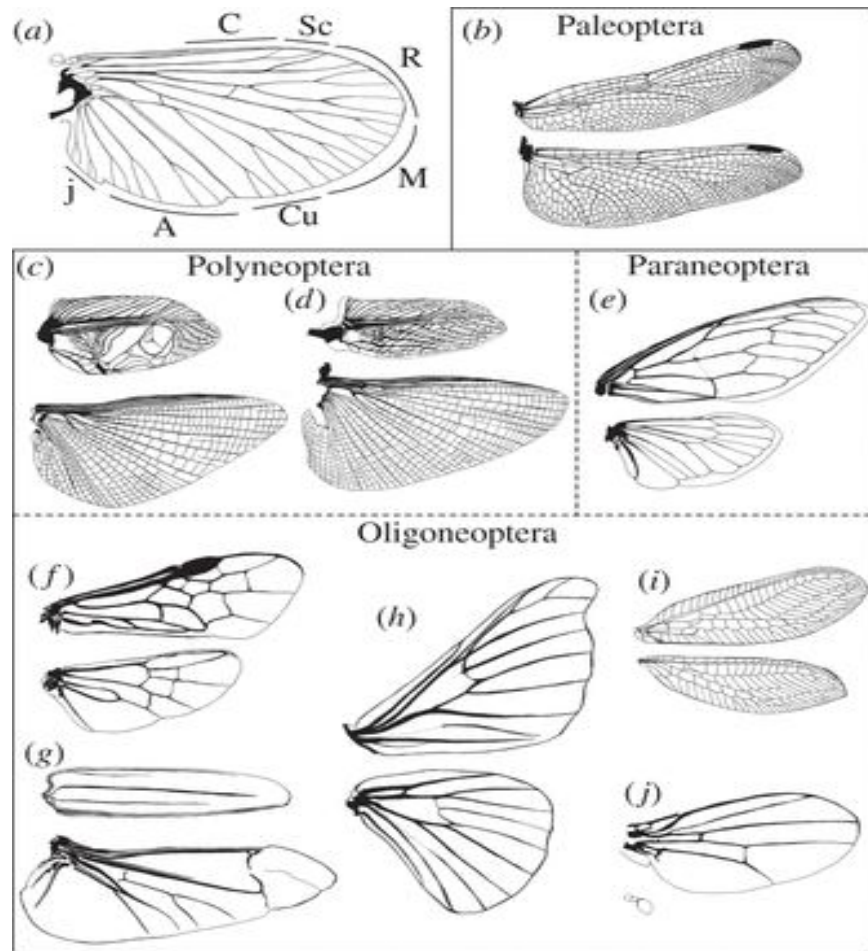 (a)
C
Sc
R
M
Cu
A
j
(b)
Paleoptera
(c)
Polyneoptera
(d)
Paraneoptera
(e)
Oligoneoptera
(f)
(g)
(h)
(i)
(j)